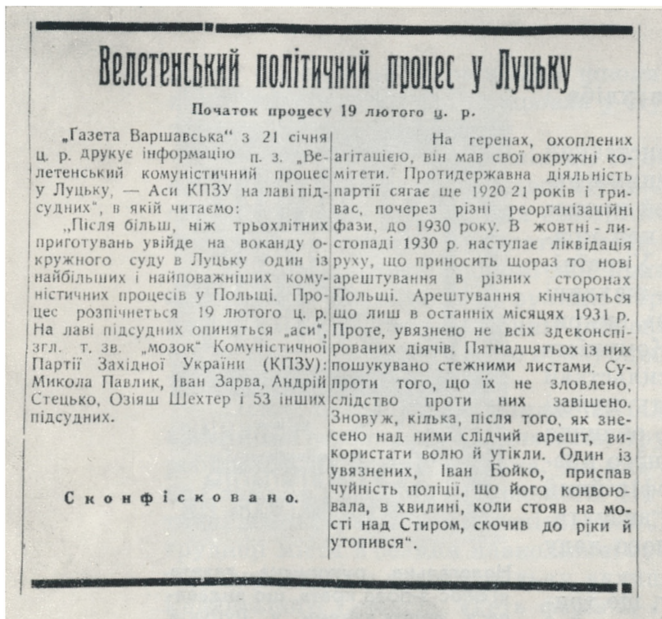 Велетенський політичний процес у Луцьку
Початок процесу 19 лютого ц. р.
„Газета Варшавська“ з 21 січня
ц. р. друкує інформацію п. з. „Ве-
летенський комуністичний процес
у Луцьку, — Аси КПЗУ на лаві під-
судних“, в якій читаємо:
„Після більш, ніж трьохлітних
приготувань увійде на воканду о-
кружного суду в Луцьку один із
найбільших і найповажніших кому-
ністичних процесів у Польщі. Про-
цес розпічнеться 19 лютого ц. р.
На лаві підсудних опиняться „аси“,
згл. т. зв. „мозок“ Комуністичної
Партії Західної України (КПЗУ):
Микола Павлик, Іван Зарва, Андрій
Стецько, Озіяш Шехтер і 53 інших
підсудних.
Сконфісковано.
На теренах, охоплених
агітацією, він мав свої окружні ко-
мітети. Протидержавна діяльність
партії сягає ще 1920 21 років і три-
ває, почерез різні реорганізаційні
фази, до 1930 року. В жовтні - ли-
стопаді 1930 р. наступає ліквідація
руху, що приносить щораз то нові
арештування в різних сторонах
Польщі. Арештування кінчаються
що лиш в останніх місяцях 1931 р.
Проте, увязнено не всіх здеконспі-
рованих діячів. Пятнадцятьох із них
пошукувано стежними листами. Су-
проти того, що їх не зловлено,
слідство проти них завішено.
Знову ж, кілька, після того, як зне-
сено над ними слідчий арешт, ви-
користати волю й утікли. Один із
увязнених, Іван Бойко, приспав
чуйність поліції, що його конвою-
вала, в хвилині, коли стояв на мо-
сті над Стиром, скочив до ріки й
утопився“.